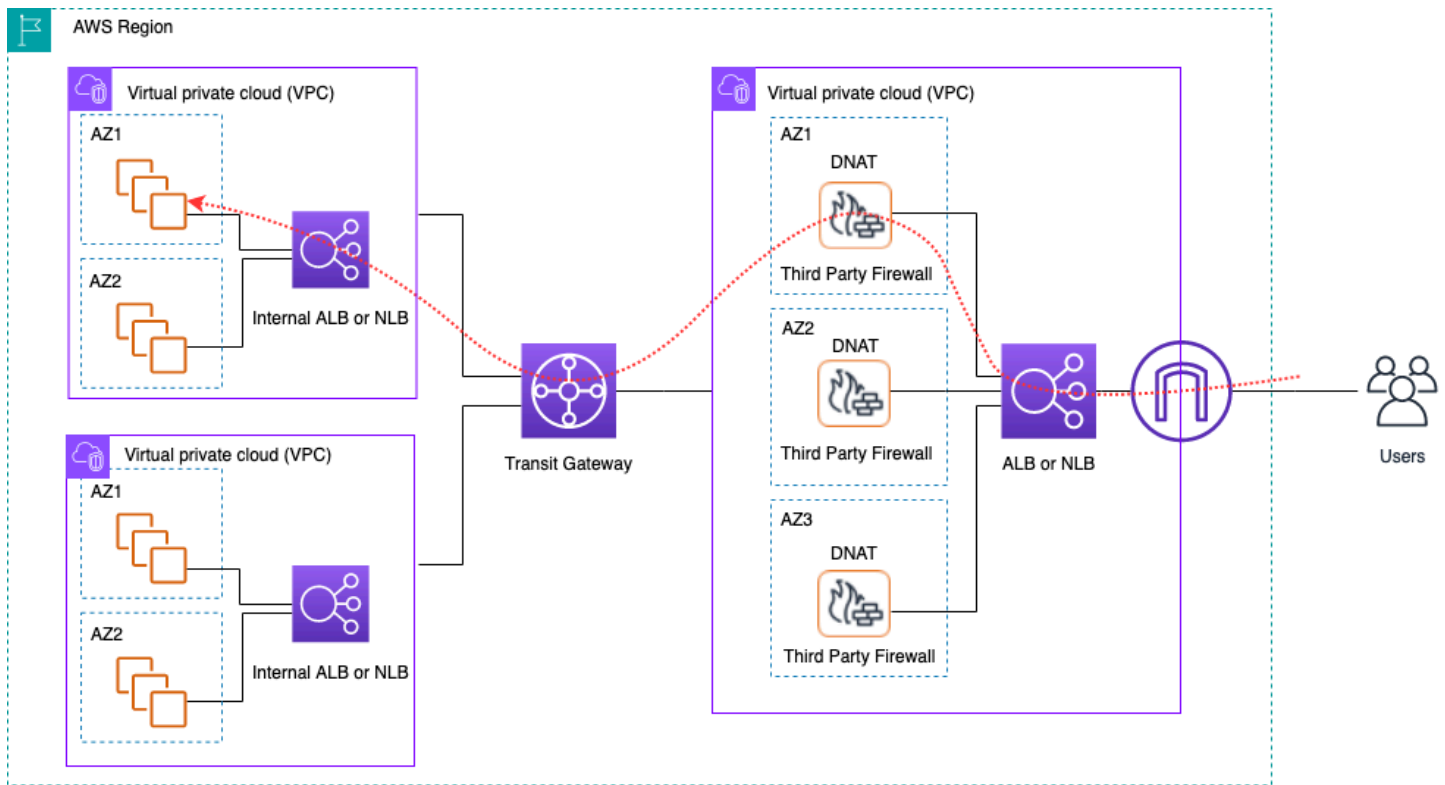 AWS Region
Virtual private cloud (VPC)
AZ1
AZ2
Internal ALB or NLB
Virtual private cloud (VPC)
AZ1
AZ2
Internal ALB or NLB
Transit Gateway
Virtual private cloud (VPC)
AZ1
DNAT
Third Party Firewall
AZ2
DNAT
Third Party Firewall
AZ3
DNAT
Third Party Firewall
ALB or NLB
Users